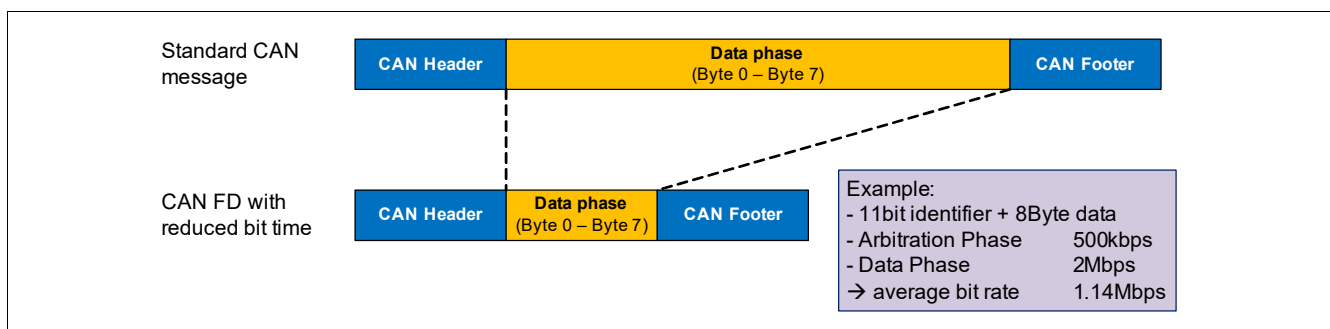 Standard CAN
message
CAN Header
Data phase
(Byte 0 – Byte 7)
CAN Footer
CAN FD with
reduced bit time
CAN Header
Data phase
(Byte 0 – Byte 7)
CAN Footer
Example:
- 11bit identifier + 8Byte data
- Arbitration Phase 500kbps
- Data Phase 2Mbps
→ average bit rate 1.14Mbps